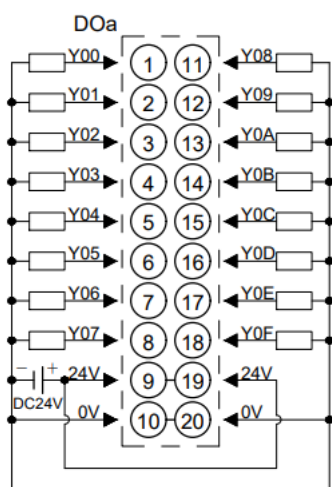 DOa
Y00 1 11 Y08
Y01 2 12 Y09
Y02 3 13 Y0A
Y03 4 14 Y0B
Y04 5 15 Y0C
Y05 6 16 Y0D
Y06 7 17 Y0E
Y07 8 18 Y0F
− + 24V 9 19 24V
DC24V
0V 10 20 0V